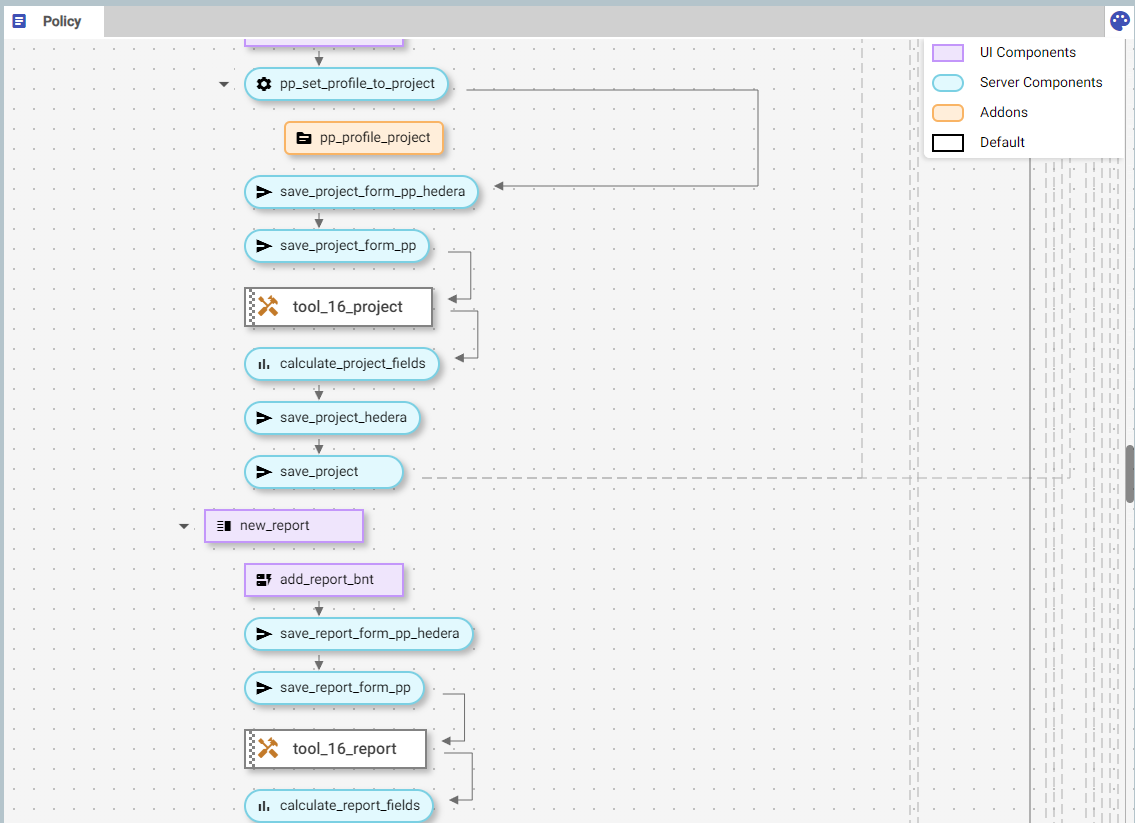 Policy
UI Components
Server Components
Addons
Default
pp_set_profile_to_project
pp_profile_project
save_project_form_pp_hedera
save_project_form_pp
tool_16_project
calculate_project_fields
save_project_hedera
save_project
new_report
add_report_bnt
save_report_form_pp_hedera
save_report_form_pp
tool_16_report
calculate_report_fields